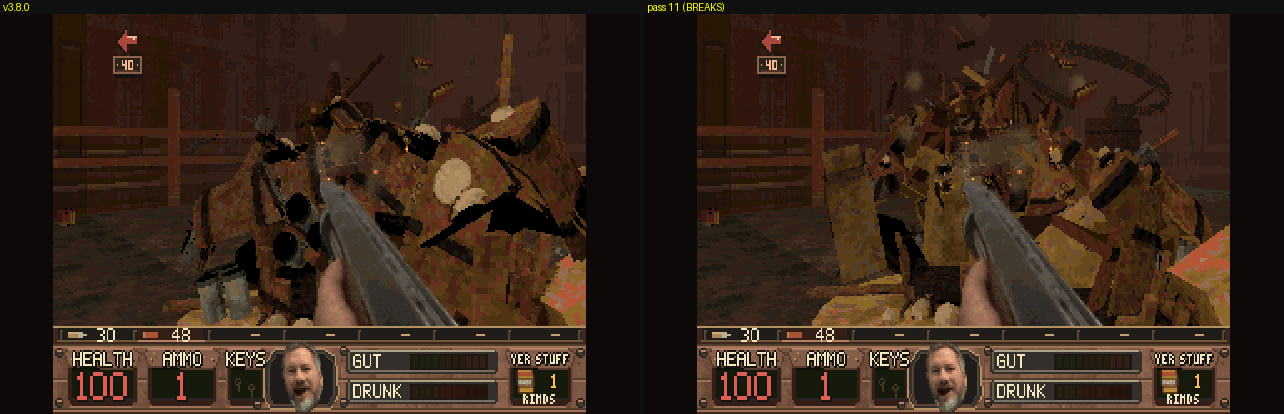 v3.8.0
pass 11 (BREAKS)
40
40
30 48
HEALTH AMMO KEYS GUT YER STUFF
100 1 DRUNK 1
RINDS
30 48
HEALTH AMMO KEYS GUT YER STUFF
100 1 DRUNK 1
RINDS